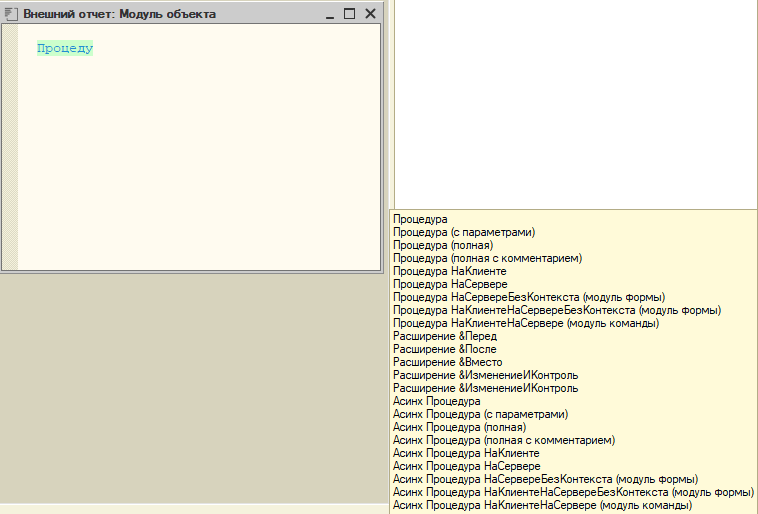 Внешний отчет: Модуль объекта
Процеду
Процедура
Процедура (с параметрами)
Процедура (полная)
Процедура (полная с комментарием)
Процедура НаКлиенте
Процедура НаСервере
Процедура НаСервереБезКонтекста (модуль формы)
Процедура НаКлиентеНаСервереБезКонтекста (модуль формы)
Процедура НаКлиентеНаСервере (модуль команды)
Расширение &Перед
Расширение &После
Расширение &Вместо
Расширение &ИзменениеИКонтроль
Расширение &ИзменениеИКонтроль
Асинх Процедура
Асинх Процедура (с параметрами)
Асинх Процедура (полная)
Асинх Процедура (полная с комментарием)
Асинх Процедура НаКлиенте
Асинх Процедура НаСервере
Асинх Процедура НаСервереБезКонтекста (модуль формы)
Асинх Процедура НаКлиентеНаСервереБезКонтекста (модуль формы)
Асинх Процедура НаКлиентеНаСервере (модуль команды)